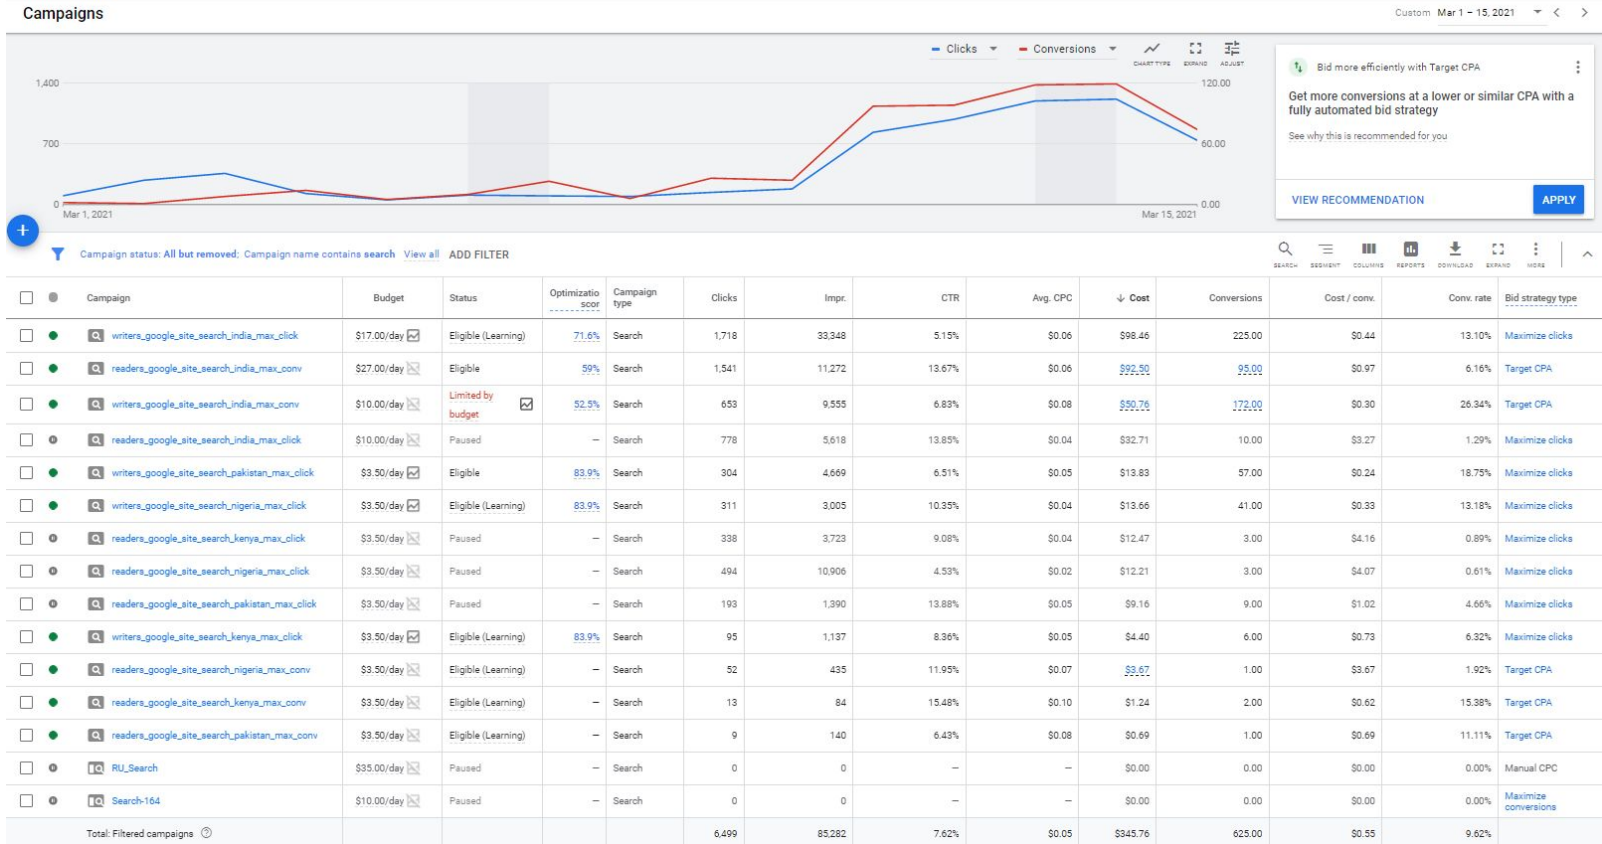 Campaigns
Custom Mar 1 – 15, 2021
Clicks Conversions
CHART TYPE EXPAND ADJUST
1,400 120.00
700 60.00
0 0.00
Mar 1, 2021 Mar 15, 2021
Bid more efficiently with Target CPA
Get more conversions at a lower or similar CPA with a
fully automated bid strategy
See why this is recommended for you
VIEW RECOMMENDATION APPLY
Campaign status: All but removed; Campaign name contains search View all ADD FILTER
SEARCH SEGMENT COLUMNS REPORTS DOWNLOAD EXPAND MORE
Campaign Budget Status Optimizatio scor Campaign type Clicks Impr. CTR Avg. CPC Cost Conversions Cost / conv. Conv. rate Bid strategy type
writers_google_site_search_india_max_click $17.00/day Eligible (Learning) 71.6% Search 1,718 33,348 5.15% $0.06 $98.46 225.00 $0.44 13.10% Maximize clicks
readers_google_site_search_india_max_conv $27.00/day Eligible 59% Search 1,541 11,272 13.67% $0.06 $92.50 95.00 $0.97 6.16% Target CPA
writers_google_site_search_india_max_conv $10.00/day Limited by budget 52.5% Search 653 9,555 6.83% $0.08 $50.76 172.00 $0.30 26.34% Target CPA
readers_google_site_search_india_max_click $10.00/day Paused – Search 778 5,618 13.85% $0.04 $32.71 10.00 $3.27 1.29% Maximize clicks
writers_google_site_search_pakistan_max_click $3.50/day Eligible 83.9% Search 304 4,669 6.51% $0.05 $13.83 57.00 $0.24 18.75% Maximize clicks
writers_google_site_search_nigeria_max_click $3.50/day Eligible (Learning) 83.9% Search 311 3,005 10.35% $0.04 $13.66 41.00 $0.33 13.18% Maximize clicks
readers_google_site_search_kenya_max_click $3.50/day Paused – Search 338 3,723 9.08% $0.04 $12.47 3.00 $4.16 0.89% Maximize clicks
readers_google_site_search_nigeria_max_click $3.50/day Paused – Search 494 10,906 4.53% $0.02 $12.21 3.00 $4.07 0.61% Maximize clicks
readers_google_site_search_pakistan_max_click $3.50/day Paused – Search 193 1,390 13.88% $0.05 $9.16 9.00 $1.02 4.66% Maximize clicks
writers_google_site_search_kenya_max_click $3.50/day Eligible (Learning) 83.9% Search 95 1,137 8.36% $0.05 $4.40 6.00 $0.73 6.32% Maximize clicks
readers_google_site_search_nigeria_max_conv $3.50/day Eligible (Learning) – Search 52 435 11.95% $0.07 $3.67 1.00 $3.67 1.92% Target CPA
readers_google_site_search_kenya_max_conv $3.50/day Eligible (Learning) – Search 13 84 15.48% $0.10 $1.24 2.00 $0.62 15.38% Target CPA
readers_google_site_search_pakistan_max_conv $3.50/day Eligible (Learning) – Search 9 140 6.43% $0.08 $0.69 1.00 $0.69 11.11% Target CPA
RU_Search $35.00/day Paused – Search 0 0 – – $0.00 0.00 $0.00 0.00% Manual CPC
Search-164 $10.00/day Paused – Search 0 0 – – $0.00 0.00 $0.00 0.00% Maximize conversions
Total: Filtered campaigns 6,499 85,282 7.62% $0.05 $345.76 625.00 $0.55 9.62%